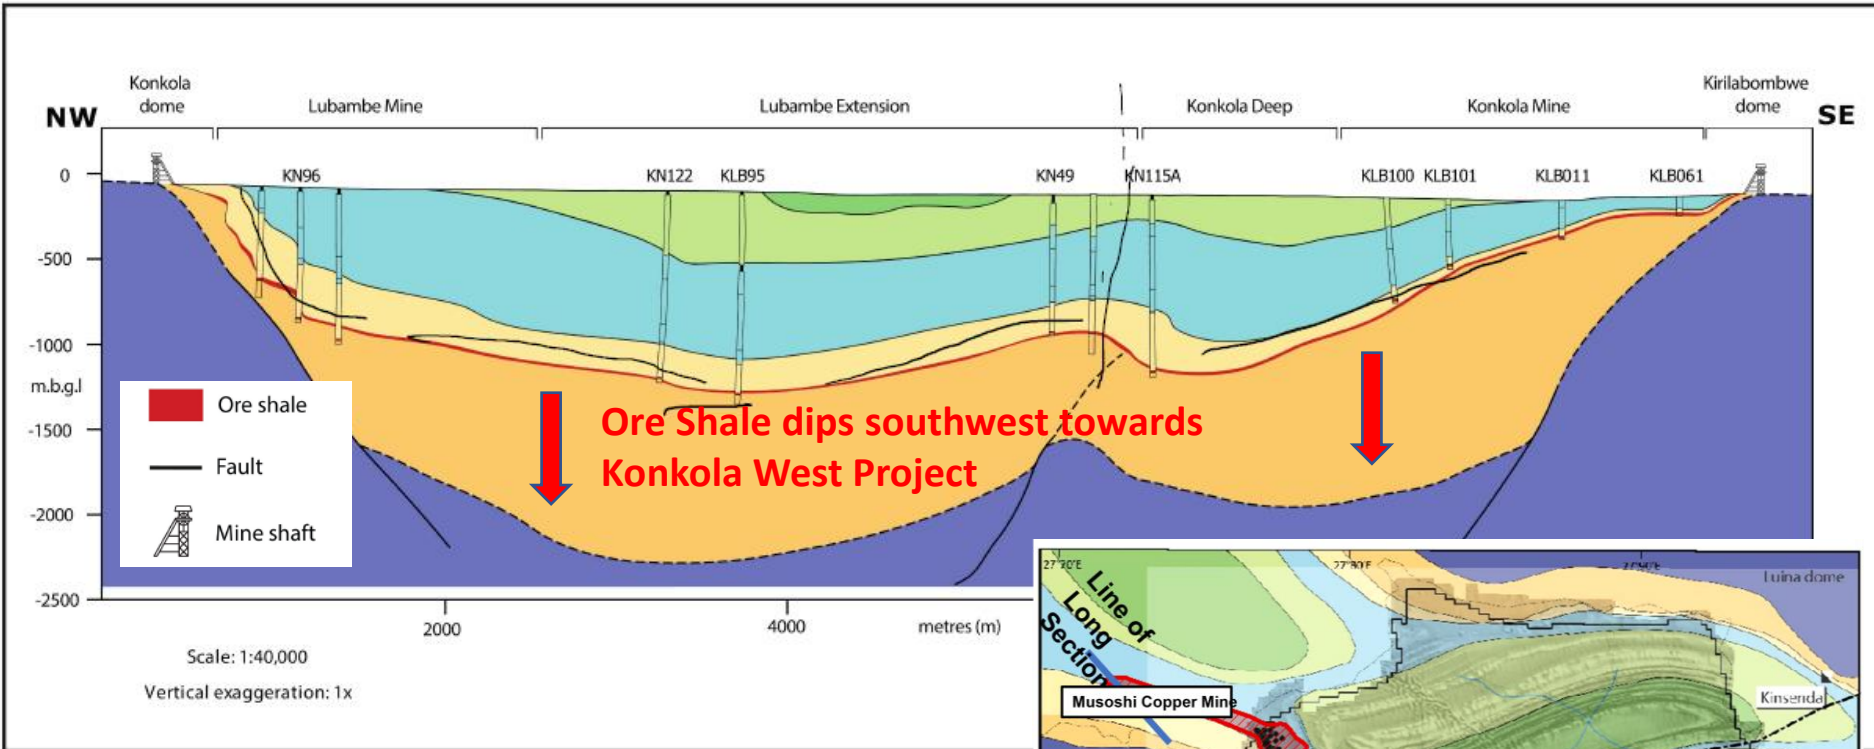 Konkola
dome
Lubambe Mine
Lubambe Extension
Konkola Deep
Konkola Mine
Kirilabombwe
dome
NW
SE
0
KN96
KN122
KLB95
KN49
KN115A
KLB100
KLB101
KLB011
KLB061
-500
-1000
m.b.g.l
-1500
-2000
-2500
Ore shale
Fault
Mine shaft
Ore Shale dips southwest towards
Konkola West Project
2000
4000
metres (m)
Scale: 1:40,000
Vertical exaggeration: 1x
27°20'E
Luina dome
Line of
Long
Section
Musoshi Copper Mine
Kinsenda